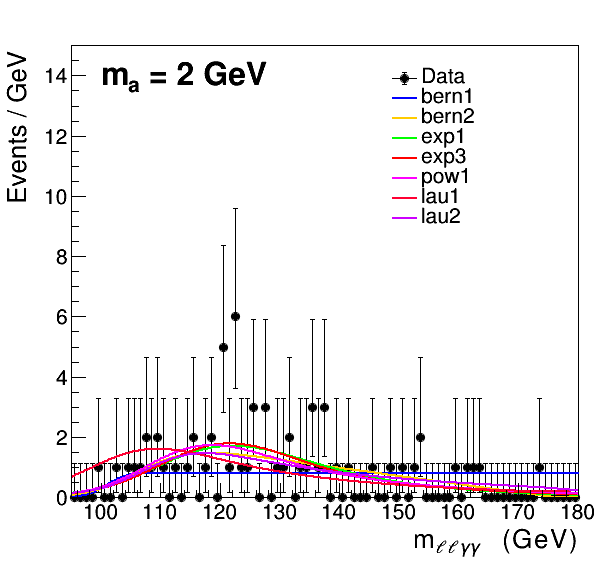 Events / GeV
m_a = 2 GeV
Data
bern1
bern2
exp1
exp3
pow1
lau1
lau2
14
12
10
8
6
4
2
0
100 110 120 130 140 150 160 170 180
m_ℓℓγγ (GeV)